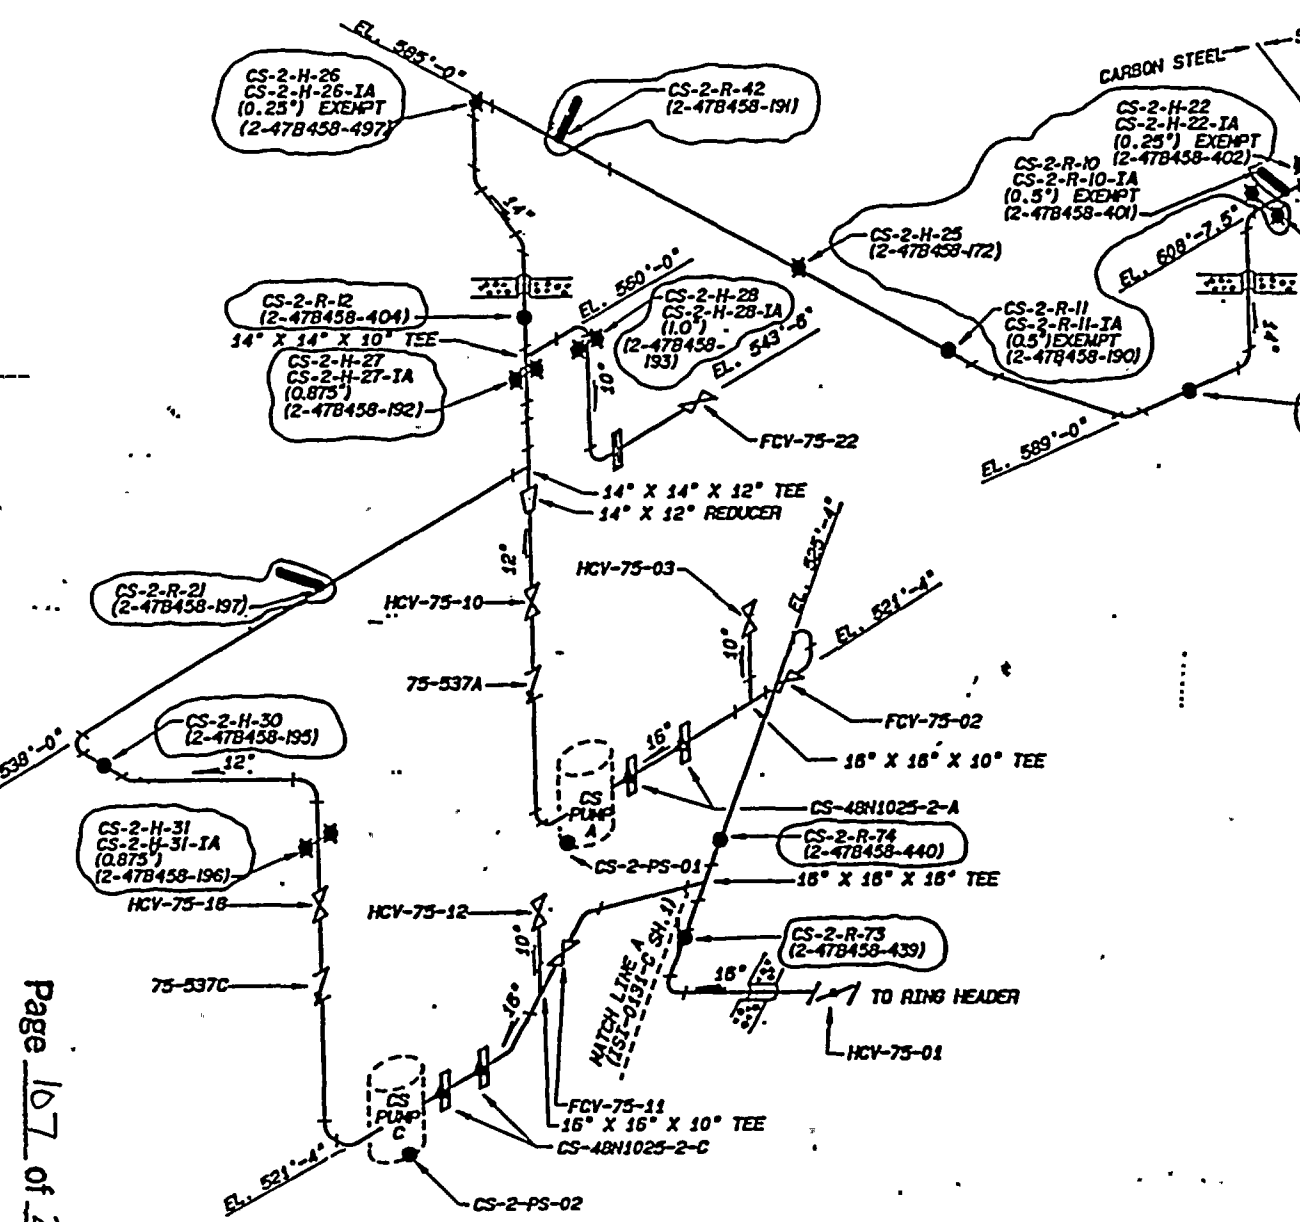 EL. 585'-0"
CS-2-H-26
CS-2-H-26-IA
(0.25") EXEMPT
(2-47B458-497)
CS-2-R-42
(2-47B458-191)
CARBON STEEL
CS-2-H-22
CS-2-H-22-IA
(0.25") EXEMPT
(2-47B458-402)
CS-2-R-10
CS-2-R-10-IA
(0.5") EXEMPT
(2-47B458-401)
14"
CS-2-H-25
(2-47B458-172)
EL. 608'-7.5"
EL. 560'-0"
CS-2-R-12
(2-47B458-404)
14" X 14" X 10" TEE
CS-2-H-28
CS-2-H-28-IA
(1.0")
(2-47B458-
193)
CS-2-R-11
CS-2-R-11-IA
(0.5")EXEMPT
(2-47B458-190)
14"
EL. 543'-6"
CS-2-H-27
CS-2-H-27-IA
(0.875")
(2-47B458-192)
10"
FCV-75-22
EL. 589'-0"
14" X 14" X 12" TEE
14" X 12" REDUCER
12"
HCV-75-03
EL. 525'-4"
CS-2-R-21
(2-47B458-197)
HCV-75-10
EL. 521'-4"
10"
75-537A
CS-2-H-30
(2-47B458-195)
538'-0"
12"
16"
FCV-75-02
16" X 16" X 10" TEE
CS
PUMP
A
CS-48N1025-2-A
CS-2-H-31
CS-2-H-31-IA
(0.875")
(2-47B458-196)
CS-2-R-74
(2-47B458-440)
CS-2-PS-01
16" X 16" X 16" TEE
HCV-75-18
HCV-75-12
10"
CS-2-R-73
(2-47B458-439)
MATCH LINE A
(ISI-0131-C SH.1)
75-537C
16"
16"
TO RING HEADER
HCV-75-01
CS
PUMP
C
FCV-75-11
16" X 16" X 10" TEE
CS-48N1025-2-C
EL. 521'-4"
CS-2-PS-02
Page 107 of